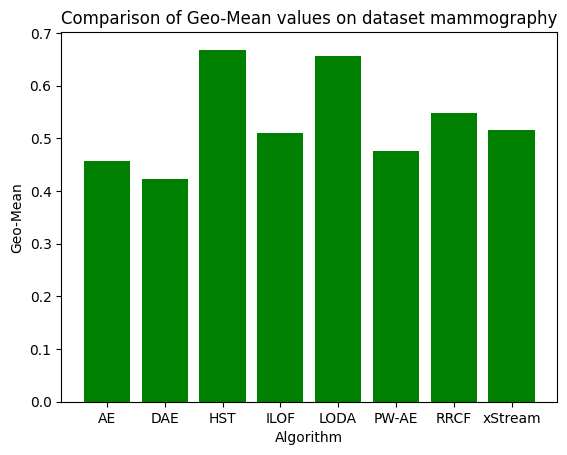 Comparison of Geo-Mean values on dataset mammography
0.7
0.6
0.5
0.4
0.3
0.2
0.1
0.0
Geo-Mean
AE DAE HST ILOF LODA PW-AE RRCF xStream
Algorithm